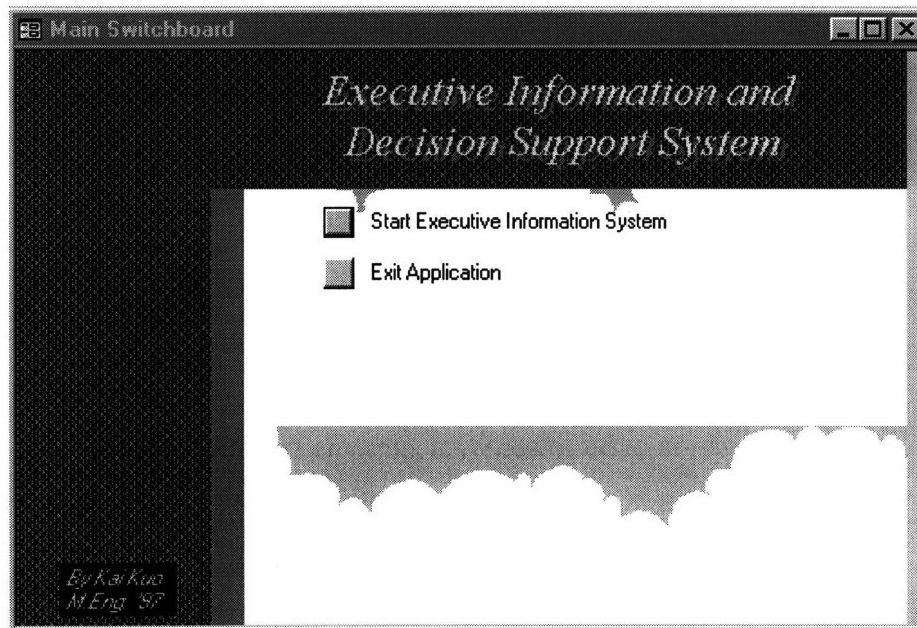 Main Switchboard
Executive Information and
Decision Support System
Start Executive Information System
Exit Application
By Kai Kuo
M.Eng. '97